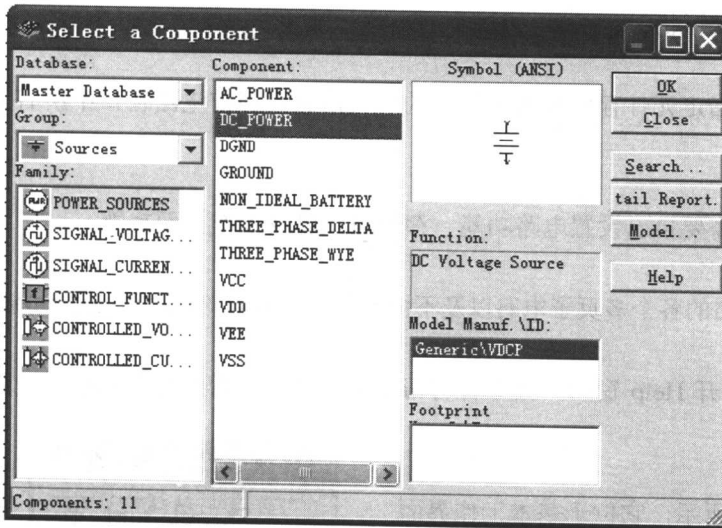 Select a Component
Database:
Master Database
Group:
Sources
Family:
POWER_SOURCES
SIGNAL_VOLTAG...
SIGNAL_CURREN...
CONTROL_FUNCT...
CONTROLLED_VO...
CONTROLLED_CU...
Component:
AC_POWER
DC_POWER
DGND
GROUND
NON_IDEAL_BATTERY
THREE_PHASE_DELTA
THREE_PHASE_WYE
VCC
VDD
VEE
VSS
Symbol (ANSI)
Function:
DC Voltage Source
Model Manuf.\ID:
Generic\VDCP
Footprint
OK
Close
Search...
tail Report.
Model...
Help
Components: 11